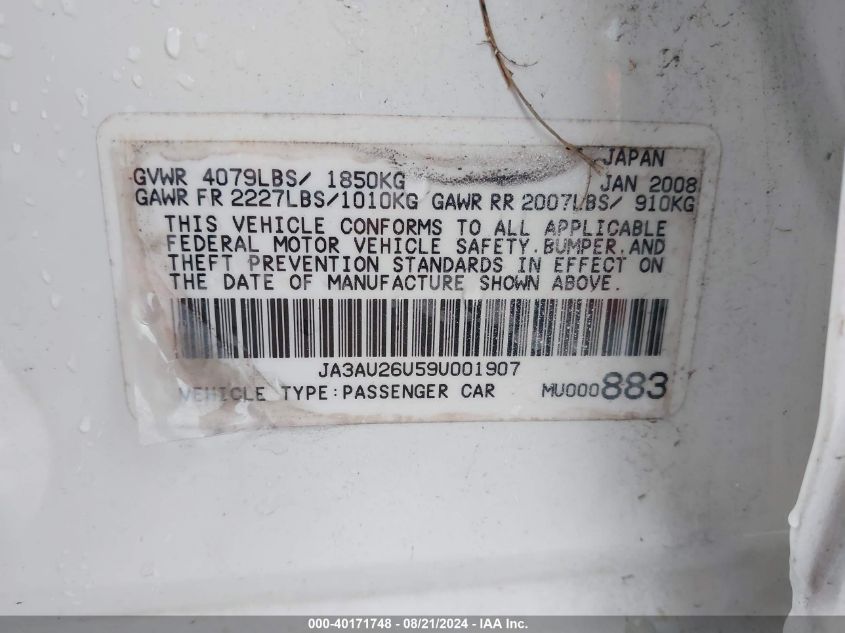 JAPAN
GVWR 4079LBS/ 1850KG JAN 2008
GAWR FR 2227LBS/1010KG GAWR RR 2007LBS/ 910KG
THIS VEHICLE CONFORMS TO ALL APPLICABLE
FEDERAL MOTOR VEHICLE SAFETY.BUMPER.AND
THEFT PREVENTION STANDARDS IN EFFECT ON
THE DATE OF MANUFACTURE SHOWN ABOVE.
JA3AU26U59U001907
VEHICLE TYPE:PASSENGER CAR MU000883
000-40171748 - 08/21/2024 - IAA Inc.